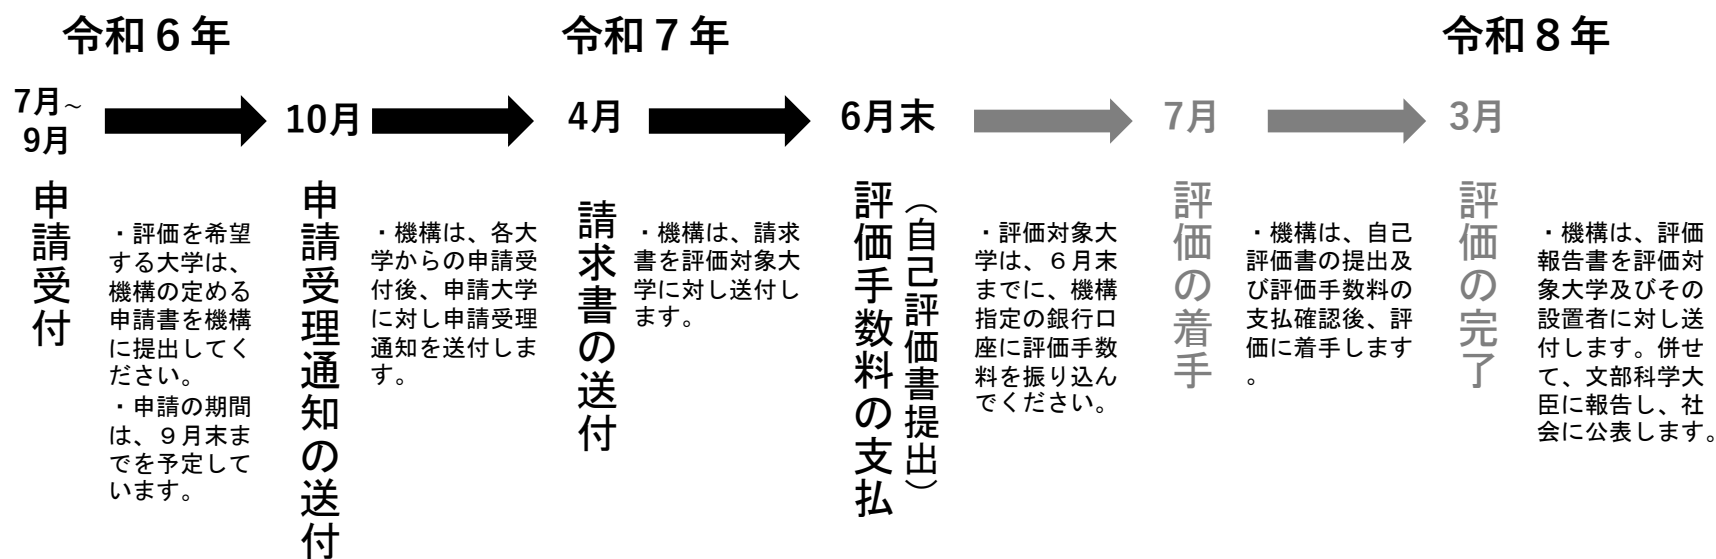 令和６年
令和７年
令和８年
7月～
9月
10月
4月
6月末
7月
3月
申請受付
・評価を希望
する大学は、
機構の定める
申請書を機構
に提出してく
ださい。
・申請の期間
は、９月末ま
でを予定して
います。
申請受理通知の送付
・機構は、各大
学からの申請受
付後、申請大学
に対し申請受理
通知を送付しま
す。
請求書の送付
・機構は、請求
書を評価対象大
学に対し送付し
ます。
評価手数料の支払
（自己評価書提出）
・評価対象大
学は、６月末
までに、機構
指定の銀行口
座に評価手数
料を振り込ん
でください。
評価の着手
・機構は、自己
評価書の提出及
び評価手数料の
支払確認後、評
価に着手します
。
評価の完了
・機構は、評価
報告書を評価対
象大学及びその
設置者に対し送
付します。併せ
て、文部科学大
臣に報告し、社
会に公表します。